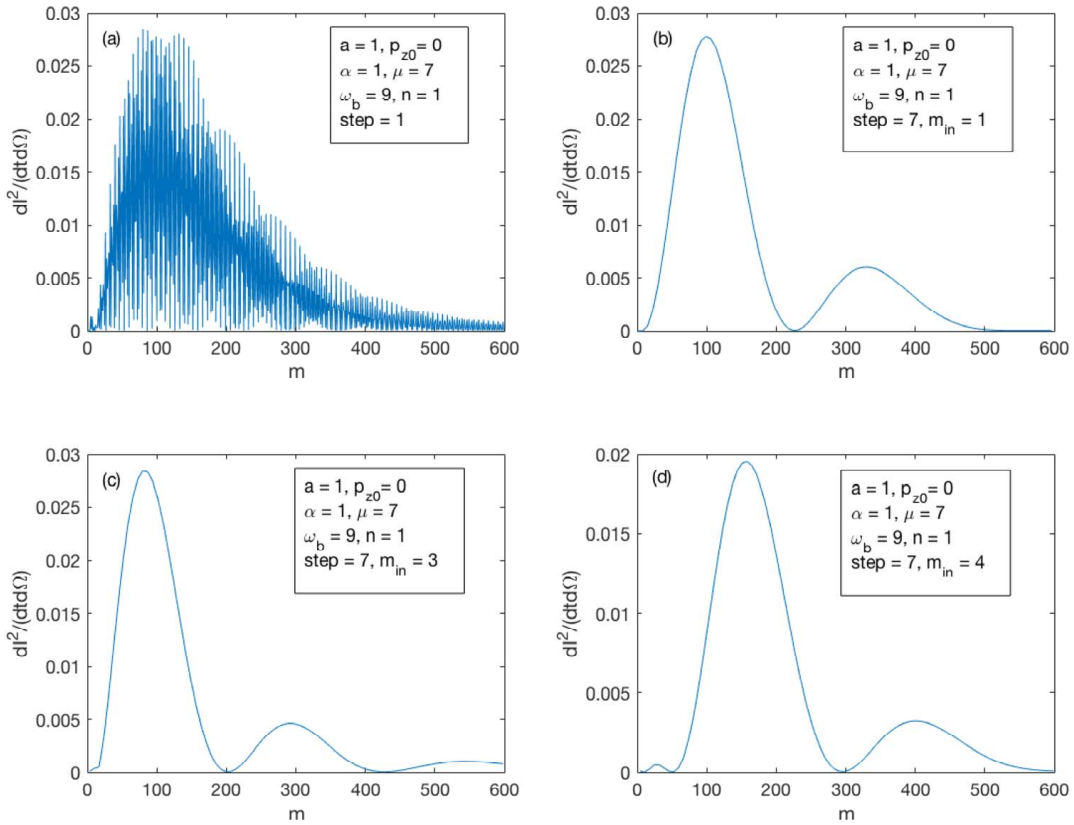 (a)
a = 1, p_z0 = 0
α = 1, μ = 7
ω_b = 9, n = 1
step = 1
0.03
0.025
0.02
0.015
0.01
0.005
0
dI²/(dtdΩ)
0 100 200 300 400 500 600
m
(b)
a = 1, p_z0 = 0
α = 1, μ = 7
ω_b = 9, n = 1
step = 7, m_in = 1
0.03
0.025
0.02
0.015
0.01
0.005
0
dI²/(dtdΩ)
0 100 200 300 400 500 600
m
(c)
a = 1, p_z0 = 0
α = 1, μ = 7
ω_b = 9, n = 1
step = 7, m_in = 3
0.03
0.025
0.02
0.015
0.01
0.005
0
dI²/(dtdΩ)
0 100 200 300 400 500 600
m
(d)
a = 1, p_z0 = 0
α = 1, μ = 7
ω_b = 9, n = 1
step = 7, m_in = 4
0.02
0.015
0.01
0.005
0
dI²/(dtdΩ)
0 100 200 300 400 500 600
m